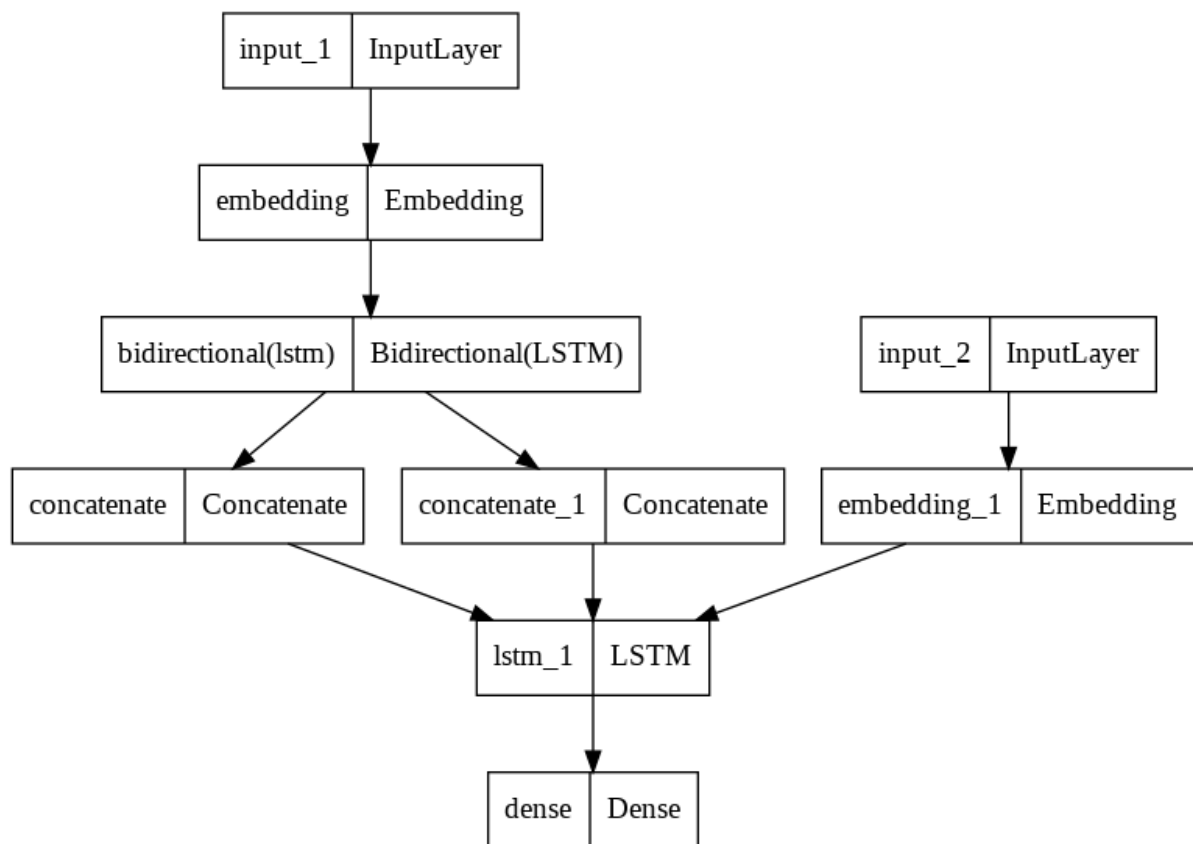 input_1 InputLayer
embedding Embedding
bidirectional(lstm) Bidirectional(LSTM)
input_2 InputLayer
concatenate Concatenate
concatenate_1 Concatenate
embedding_1 Embedding
lstm_1 LSTM
dense Dense